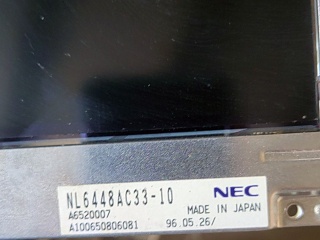 NL6448AC33-10 NEC
A6520007 MADE IN JAPAN
A100650806081 96.05.26/